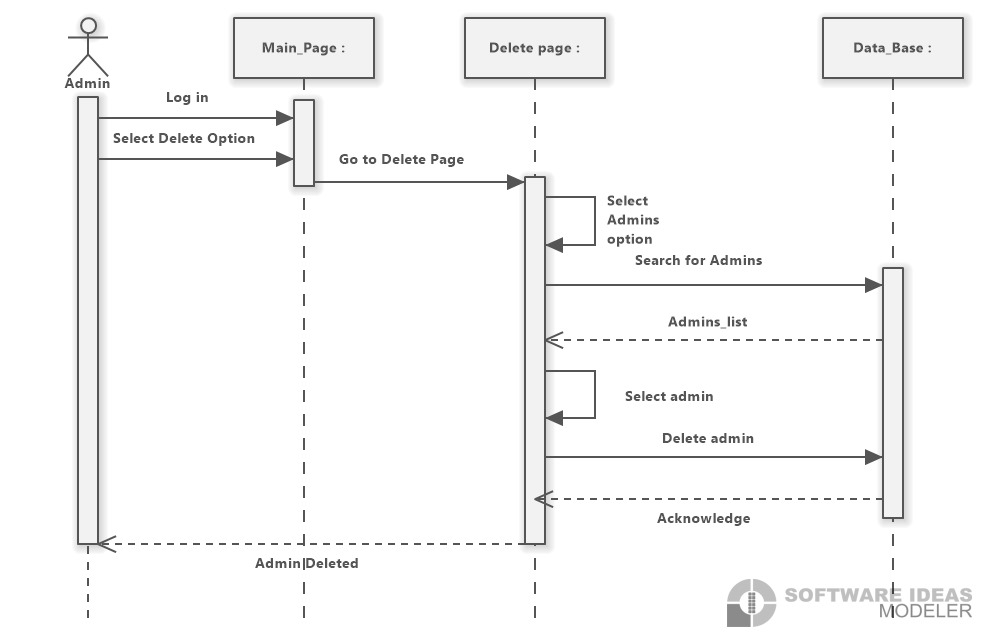 Main_Page :
Delete page :
Data_Base :
Admin
Log in
Select Delete Option
Go to Delete Page
Select
Admins
option
Search for Admins
Admins_list
Select admin
Delete admin
Acknowledge
Admin Deleted
SOFTWARE IDEAS
MODELER